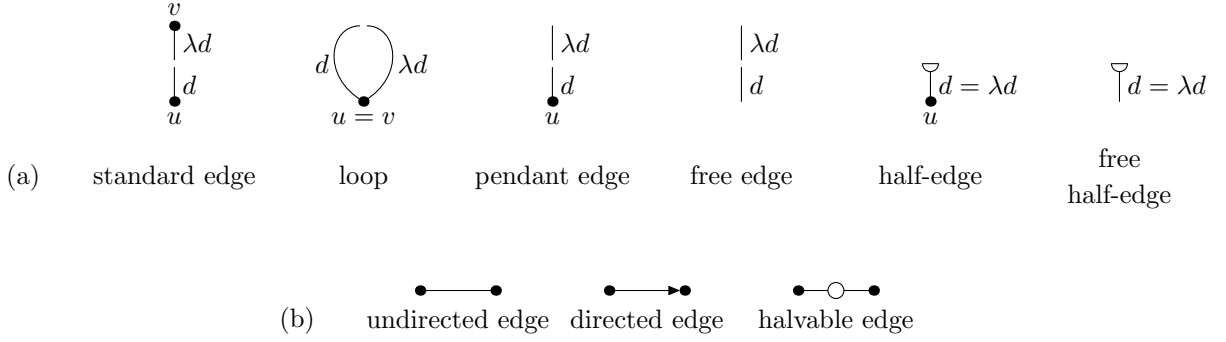 v
λd
d
u
d
λd
u = v
λd
d
u
λd
d
d = λd
u
d = λd
(a)
standard edge
loop
pendant edge
free edge
half-edge
free
half-edge
(b)
undirected edge
directed edge
halvable edge